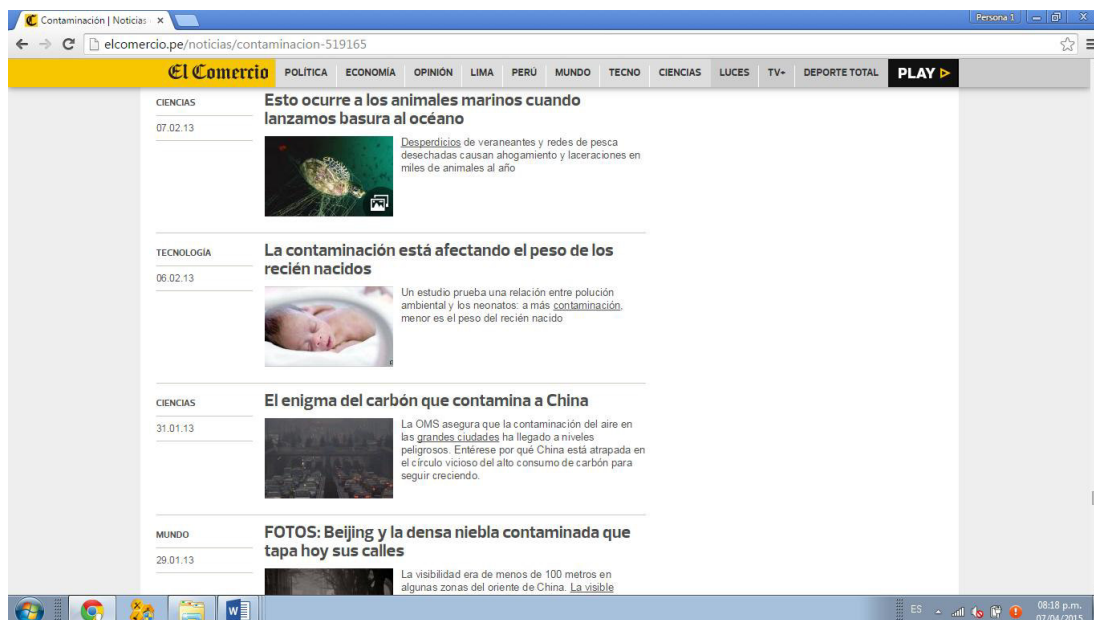 Contaminación | Noticias
Persona 1
elcomercio.pe/noticias/contaminacion-519165
El Comercio POLÍTICA ECONOMÍA OPINIÓN LIMA PERÚ MUNDO TECNO CIENCIAS LUCES TV+ DEPORTE TOTAL PLAY
CIENCIAS
07.02.13
Esto ocurre a los animales marinos cuando
lanzamos basura al océano
Desperdicios de veraneantes y redes de pesca
desechadas causan ahogamiento y laceraciones en
miles de animales al año
TECNOLOGÍA
06.02.13
La contaminación está afectando el peso de los
recién nacidos
Un estudio prueba una relación entre polución
ambiental y los neonatos: a más contaminación,
menor es el peso del recién nacido
CIENCIAS
31.01.13
El enigma del carbón que contamina a China
La OMS asegura que la contaminación del aire en
las grandes ciudades ha llegado a niveles
peligrosos. Entérese por qué China está atrapada en
el círculo vicioso del alto consumo de carbón para
seguir creciendo.
MUNDO
29.01.13
FOTOS: Beijing y la densa niebla contaminada que
tapa hoy sus calles
La visibilidad era de menos de 100 metros en
algunas zonas del oriente de China. La visible
ES
08:18 p.m.
07/04/2015